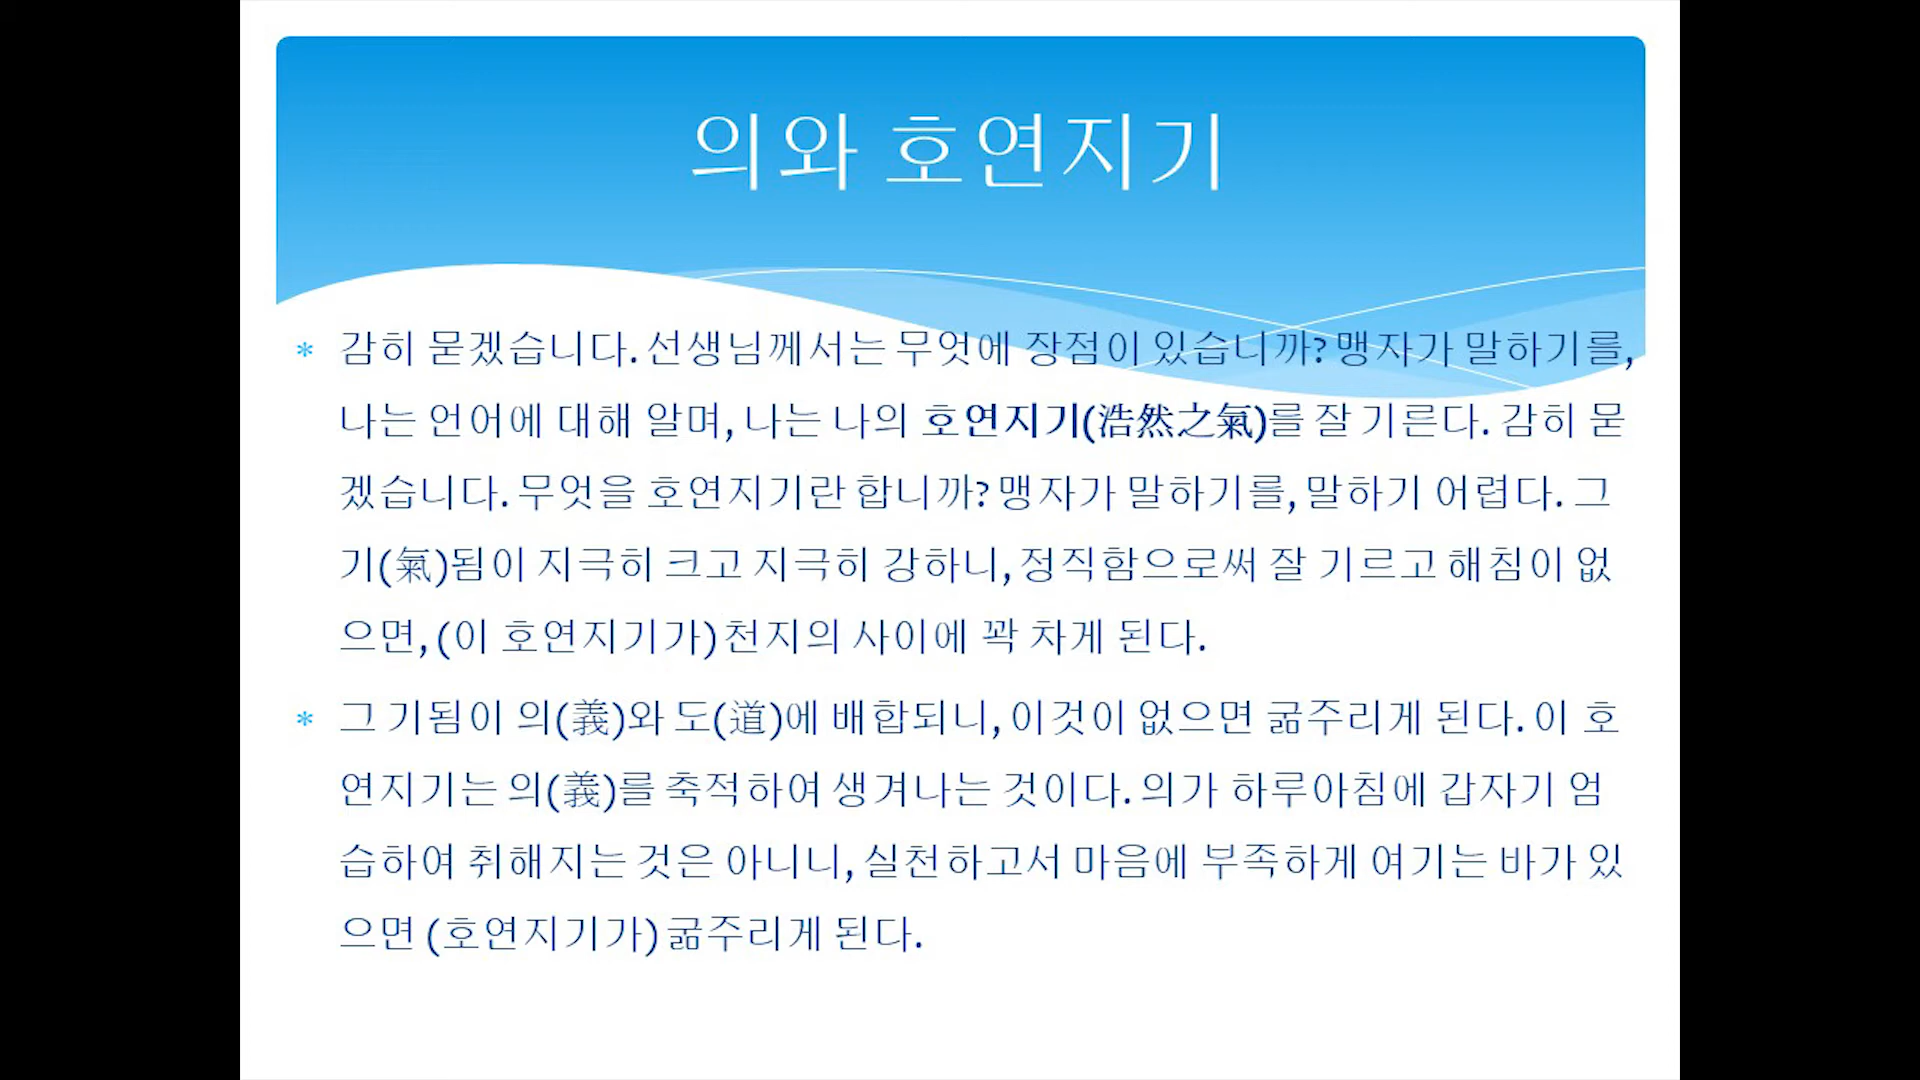 의와 호연지기
* 감히 묻겠습니다. 선생님께서는 무엇에 장점이 있습니까? 맹자가 말하기를,
나는 언어에 대해 알며, 나는 나의 호연지기(浩然之氣)를 잘 기른다. 감히 묻
겠습니다. 무엇을 호연지기란 합니까? 맹자가 말하기를, 말하기 어렵다. 그
기(氣)됨이 지극히 크고 지극히 강하니, 정직함으로써 잘 기르고 해침이 없
으면, (이 호연지기가) 천지의 사이에 꽉 차게 된다.
* 그 기됨이 의(義)와 도(道)에 배합되니, 이것이 없으면 굶주리게 된다. 이 호
연지기는 의(義)를 축적하여 생겨나는 것이다. 의가 하루아침에 갑자기 엄
습하여 취해지는 것은 아니니, 실천하고서 마음에 부족하게 여기는 바가 있
으면 (호연지기가) 굶주리게 된다.